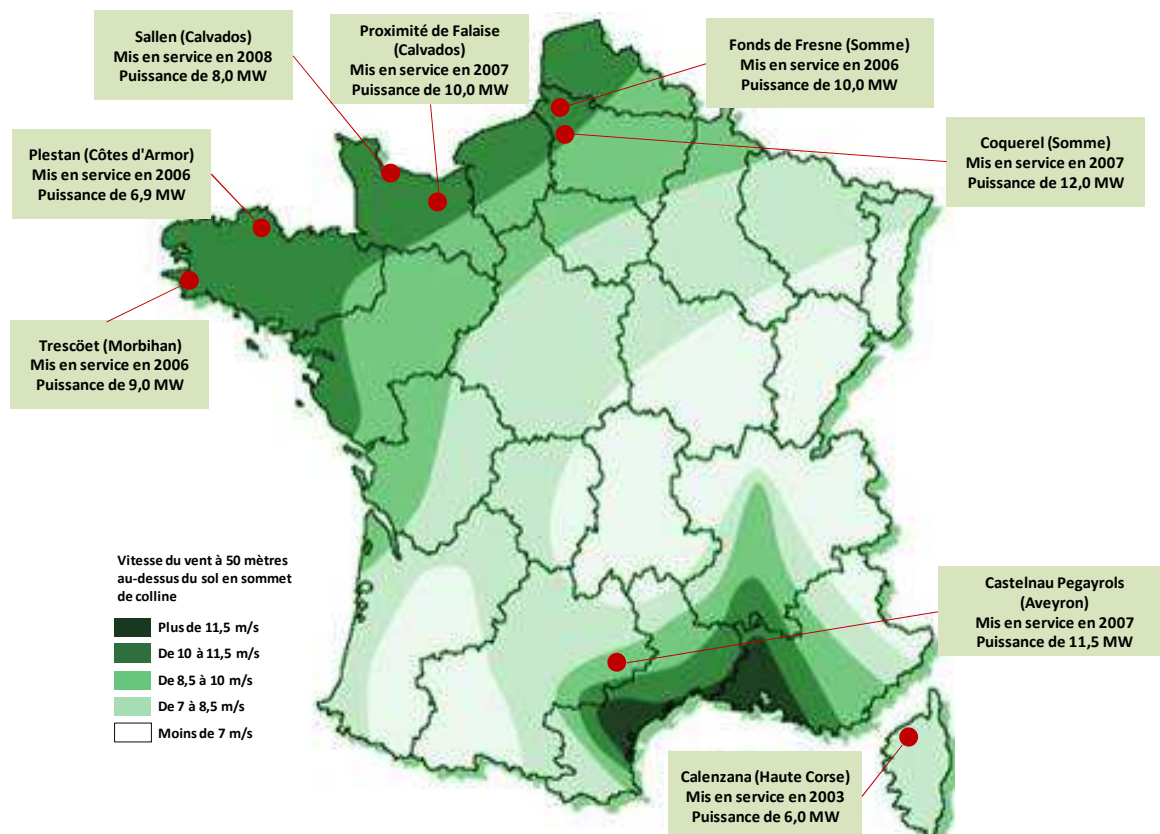 Sallen (Calvados)
Mis en service en 2008
Puissance de 8,0 MW
Proximité de Falaise
(Calvados)
Mis en service en 2007
Puissance de 10,0 MW
Fonds de Fresne (Somme)
Mis en service en 2006
Puissance de 10,0 MW
Coquerel (Somme)
Mis en service en 2007
Puissance de 12,0 MW
Plestan (Côtes d'Armor)
Mis en service en 2006
Puissance de 6,9 MW
Trescöet (Morbihan)
Mis en service en 2006
Puissance de 9,0 MW
Vitesse du vent à 50 mètres
au-dessus du sol en sommet
de colline
Plus de 11,5 m/s
De 10 à 11,5 m/s
De 8,5 à 10 m/s
De 7 à 8,5 m/s
Moins de 7 m/s
Castelnau Pegayrols
(Aveyron)
Mis en service en 2007
Puissance de 11,5 MW
Calenzana (Haute Corse)
Mis en service en 2003
Puissance de 6,0 MW